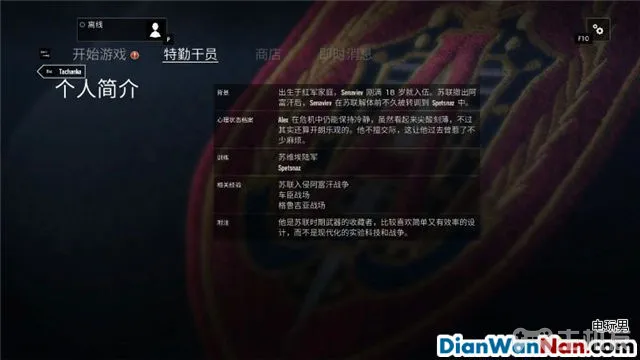 离线
P
F10
开始游戏
特勤干员
商店
即时消息
Esc Tachanka
个人简介
背景
出生于红军家庭，Senaviev 刚满 18 岁就入伍。苏联撤出阿
富汗后，Senaviev 在苏联解体前不久被转训到 Spetsnaz 中。
心理状态档案
Alex 在危机中仍能保持冷静，虽然看起来尖酸刻薄，不过
其实还算开朗乐观的。他不擅交际，这让他过去曾惹了不
少麻烦。
训练
苏维埃陆军
Spetsnaz
相关经验
苏联入侵阿富汗战争
车臣战场
格鲁吉亚战场
附注
他是苏联时期武器的收藏者，比较喜欢简单又有效率的设
计，而不是现代化的实验科技和战争。
电玩男
DianWanNan.com